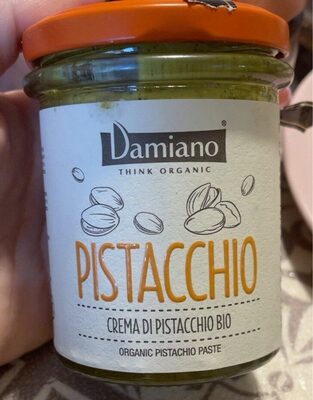 Damiano®
THINK ORGANIC
PISTACCHIO
CREMA DI PISTACCHIO BIO
ORGANIC PISTACHIO PASTE